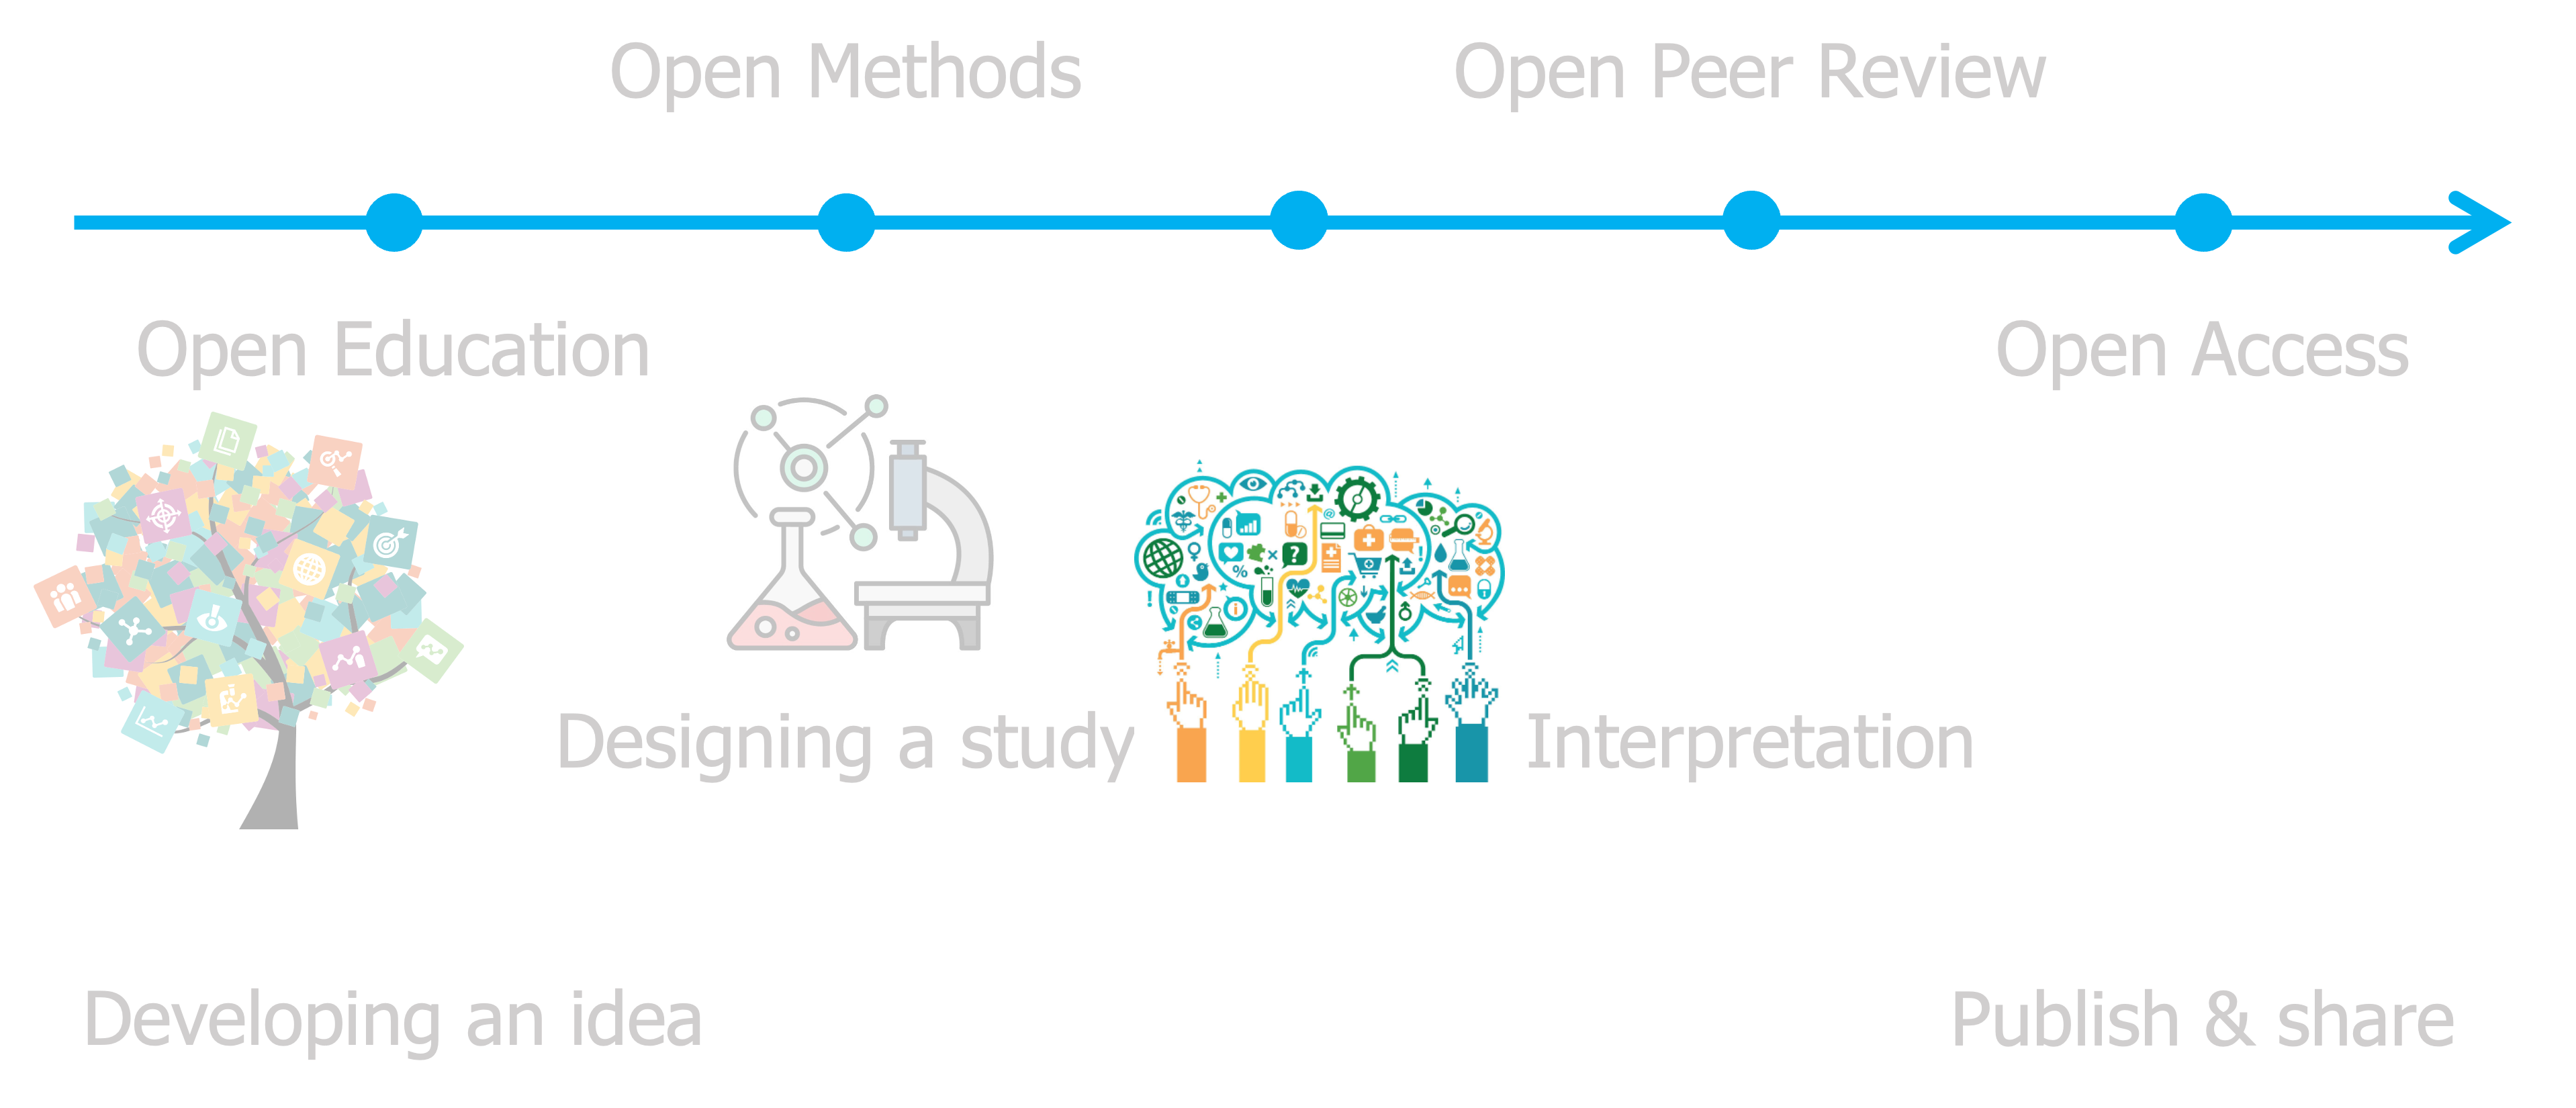 Open Methods
Open Peer Review
Open Education
Open Access
Designing a study
Interpretation
Developing an idea
Publish & share